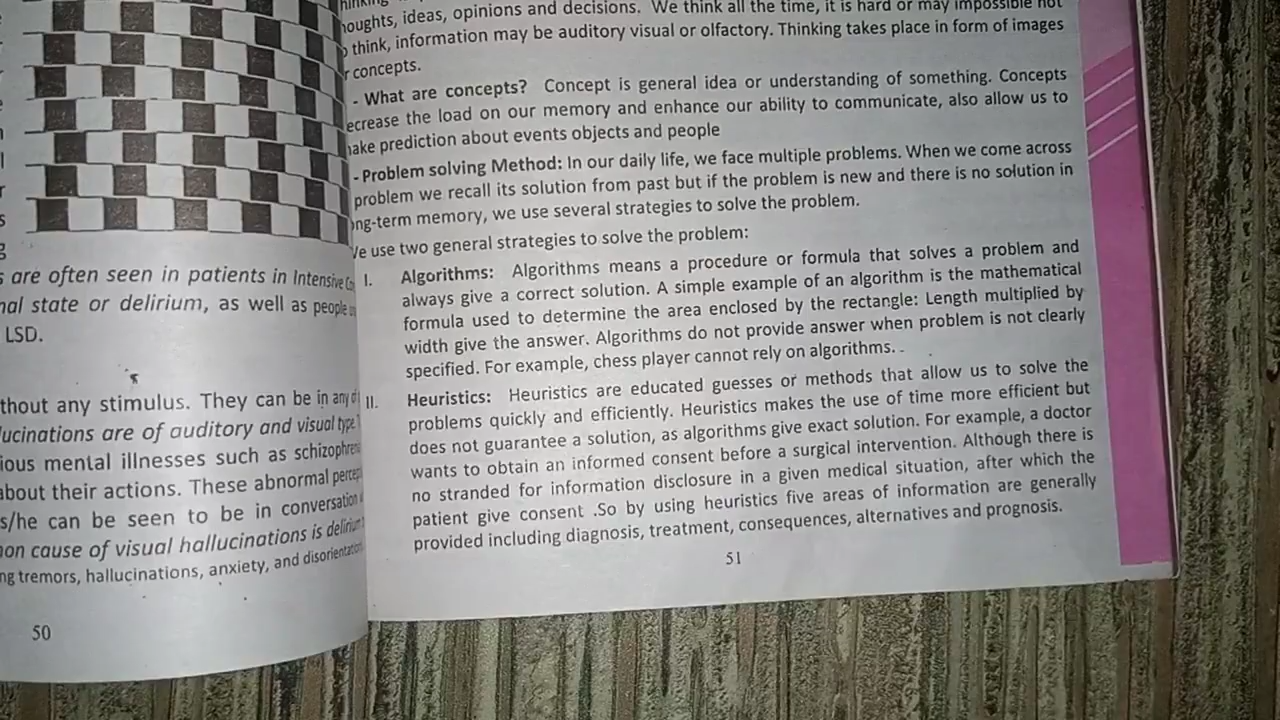 are often seen in patients in Intensive
state or delirium, as well as people
LSD.
any stimulus. They can be in any
are of auditory and visual type
mental illnesses such as
about their actions. These abnormal
s/he can be seen to be in conversation
cause of visual hallucinations is delirium
tremors, hallucinations, anxiety, and
50
ideas, opinions and decisions. We think all the time, it is hard or may impossible not
think, information may be auditory visual or olfactory. Thinking takes place in form of images
concepts.
- What are concepts? Concept is general idea or understanding of something. Concepts
the load on our memory and enhance our ability to communicate, also allow us to
prediction about events objects and people
- Problem solving Method: In our daily life, we face multiple problems. When we come across
problem we recall its solution from past but if the problem is new and there is no solution in
memory, we use several strategies to solve the problem.
use two general strategies to solve the problem:
I. Algorithms: Algorithms means a procedure or formula that solves a problem and
always give a correct solution. A simple example of an algorithm is the mathematical
formula used to determine the area enclosed by the rectangle: Length multiplied by
width give the answer. Algorithms do not provide answer when problem is not clearly
specified. For example, chess player cannot rely on algorithms.
II. Heuristics: Heuristics are educated guesses or methods that allow us to solve the
problems quickly and efficiently. Heuristics makes the use of time more efficient but
does not guarantee a solution, as algorithms give exact solution. For example, a doctor
wants to obtain an informed consent before a surgical intervention. Although there is
no stranded for information disclosure in a given medical situation, after which the
patient give consent .So by using heuristics five areas of information are generally
provided including diagnosis, treatment, consequences, alternatives and prognosis.
51